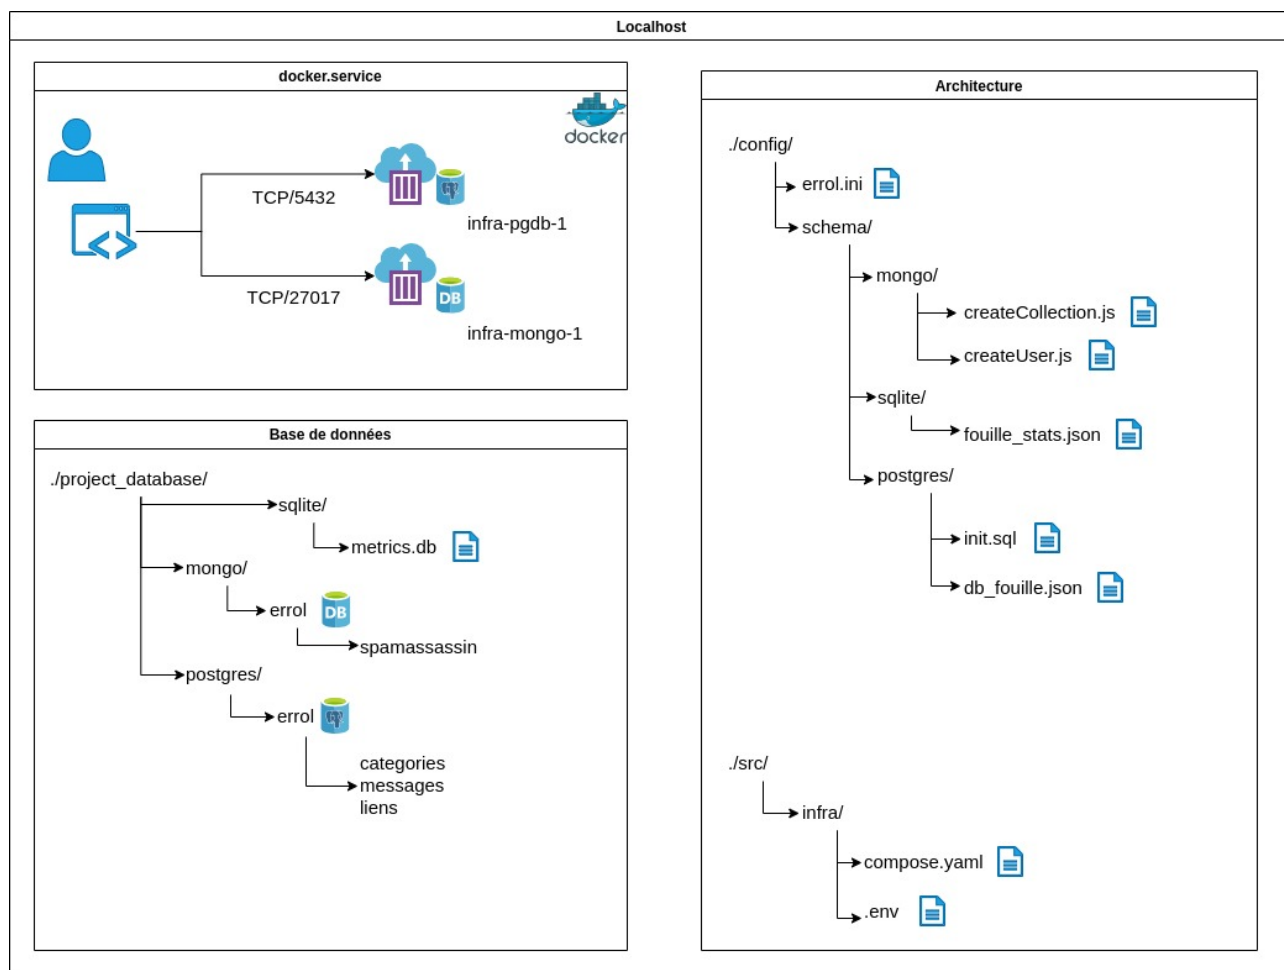 Localhost
docker.service
docker
TCP/5432
infra-pgdb-1
TCP/27017
DB
infra-mongo-1
Base de données
./project_database/
sqlite/
metrics.db
mongo/
errol
DB
spamassassin
postgres/
errol
categories
messages
liens
Architecture
./config/
errol.ini
schema/
mongo/
createCollection.js
createUser.js
sqlite/
fouille_stats.json
postgres/
init.sql
db_fouille.json
./src/
infra/
compose.yaml
.env